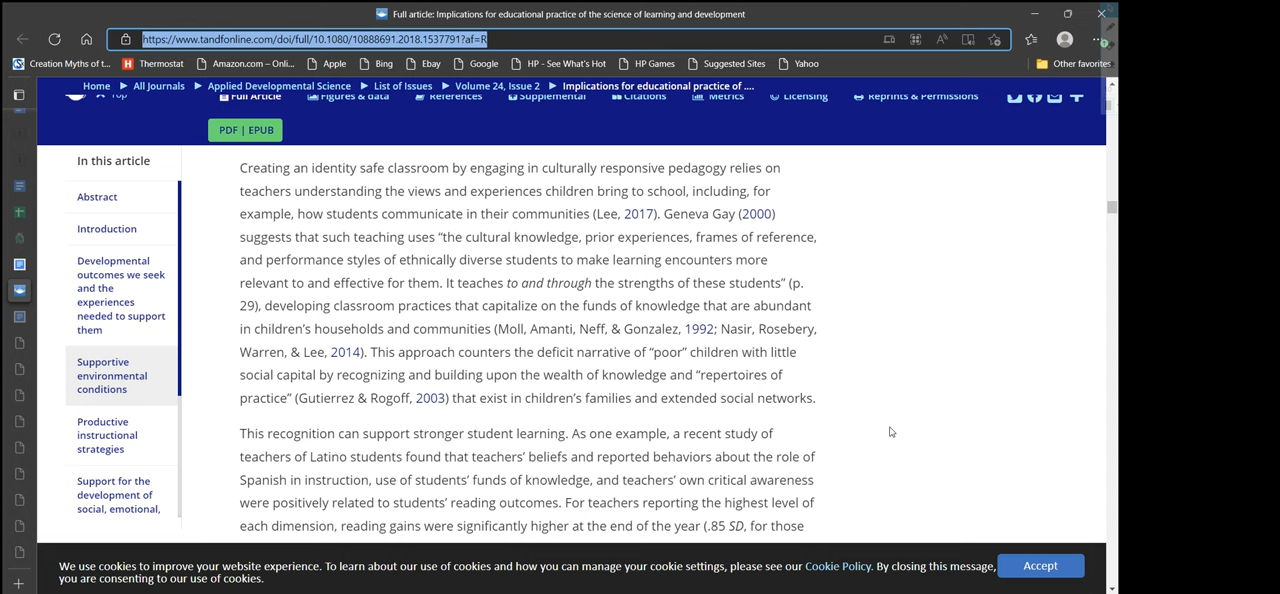 Full article: Implications for educational practice of the science of learning and development
https://www.tandfonline.com/doi/full/10.1080/10888691.2018.1537791?af=R
Creation Myths of t... Thermostat Amazon.com – Onli... Apple Bing Ebay Google HP - See What's Hot HP Games Suggested Sites Yahoo Other favorites
Home All Journals Applied Developmental Science List of Issues Volume 24, Issue 2 Implications for educational practice of ....
Top Full Article Figures & data References Supplemental Citations Metrics Licensing Reprints & Permissions
PDF | EPUB
In this article
Abstract
Introduction
Developmental
outcomes we seek
and the
experiences
needed to support
them
Supportive
environmental
conditions
Productive
instructional
strategies
Support for the
development of
social, emotional,
Creating an identity safe classroom by engaging in culturally responsive pedagogy relies on
teachers understanding the views and experiences children bring to school, including, for
example, how students communicate in their communities (Lee, 2017). Geneva Gay (2000)
suggests that such teaching uses “the cultural knowledge, prior experiences, frames of reference,
and performance styles of ethnically diverse students to make learning encounters more
relevant to and effective for them. It teaches to and through the strengths of these students” (p.
29), developing classroom practices that capitalize on the funds of knowledge that are abundant
in children’s households and communities (Moll, Amanti, Neff, & Gonzalez, 1992; Nasir, Rosebery,
Warren, & Lee, 2014). This approach counters the deficit narrative of “poor” children with little
social capital by recognizing and building upon the wealth of knowledge and “repertoires of
practice” (Gutierrez & Rogoff, 2003) that exist in children’s families and extended social networks.
This recognition can support stronger student learning. As one example, a recent study of
teachers of Latino students found that teachers’ beliefs and reported behaviors about the role of
Spanish in instruction, use of students’ funds of knowledge, and teachers’ own critical awareness
were positively related to students’ reading outcomes. For teachers reporting the highest level of
each dimension, reading gains were significantly higher at the end of the year (.85 SD, for those
We use cookies to improve your website experience. To learn about our use of cookies and how you can manage your cookie settings, please see our Cookie Policy. By closing this message,
you are consenting to our use of cookies.
Accept